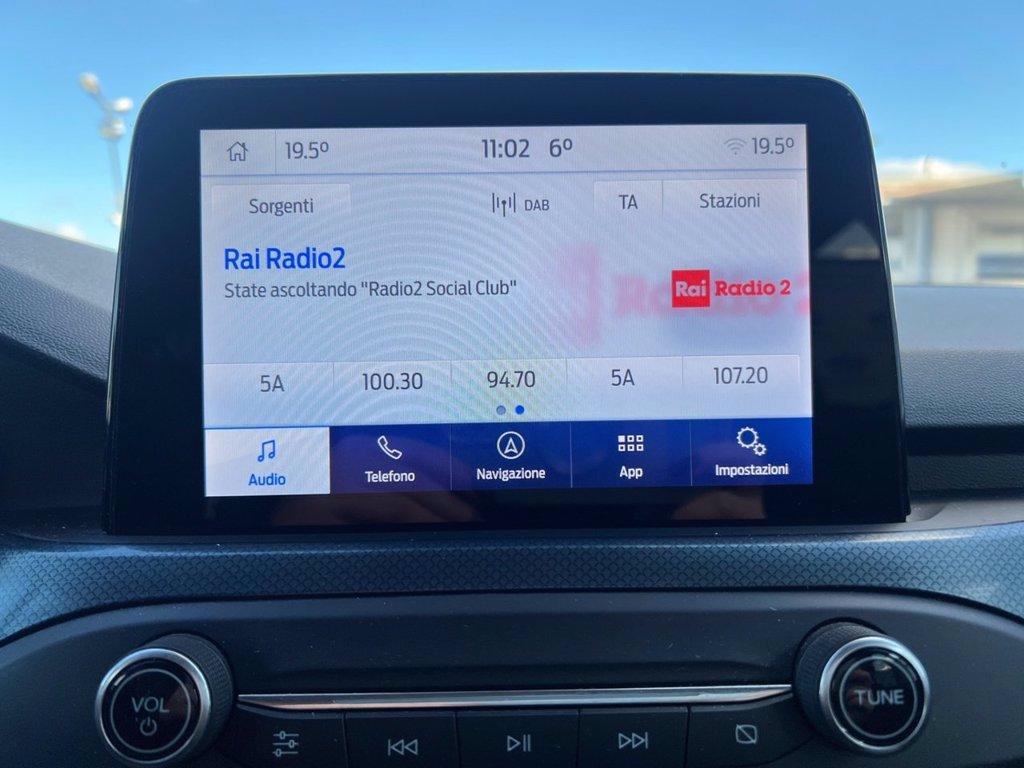 19.5º 11:02 6º 19.5º
Sorgenti DAB TA Stazioni
Rai Radio2
State ascoltando "Radio2 Social Club"
Rai Radio 2
5A 100.30 94.70 5A 107.20
Audio Telefono Navigazione App Impostazioni
VOL TUNE